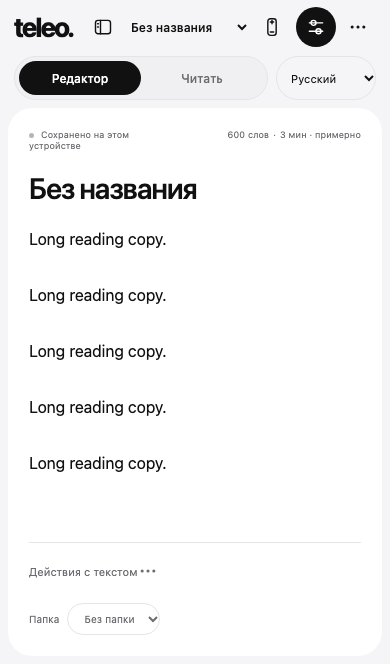 teleo.
Без названия
Редактор
Читать
Русский
Сохранено на этом
устройстве
600 слов · 3 мин · примерно
Без названия
Long reading copy.
Long reading copy.
Long reading copy.
Long reading copy.
Long reading copy.
Действия с текстом •••
Папка
Без папки